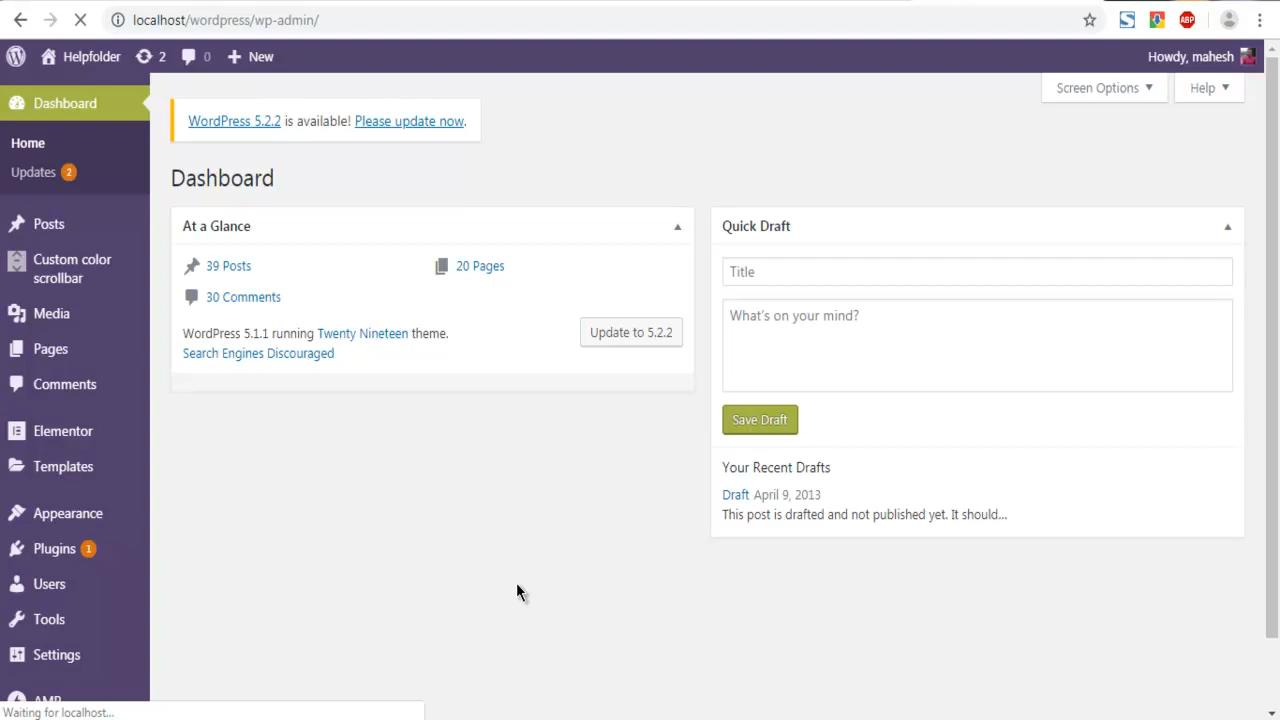 localhost/wordpress/wp-admin/
ABP
Helpfolder 2 0 New
Howdy, mahesh
Dashboard
Home
Updates 2
Posts
Custom color
scrollbar
Media
Pages
Comments
Elementor
Templates
Appearance
Plugins 1
Users
Tools
Settings
AMP
Screen Options
Help
WordPress 5.2.2 is available! Please update now.
Dashboard
At a Glance
39 Posts
20 Pages
30 Comments
WordPress 5.1.1 running Twenty Nineteen theme.
Update to 5.2.2
Search Engines Discouraged
Quick Draft
Title
What's on your mind?
Save Draft
Your Recent Drafts
Draft April 9, 2013
This post is drafted and not published yet. It should…
Waiting for localhost...